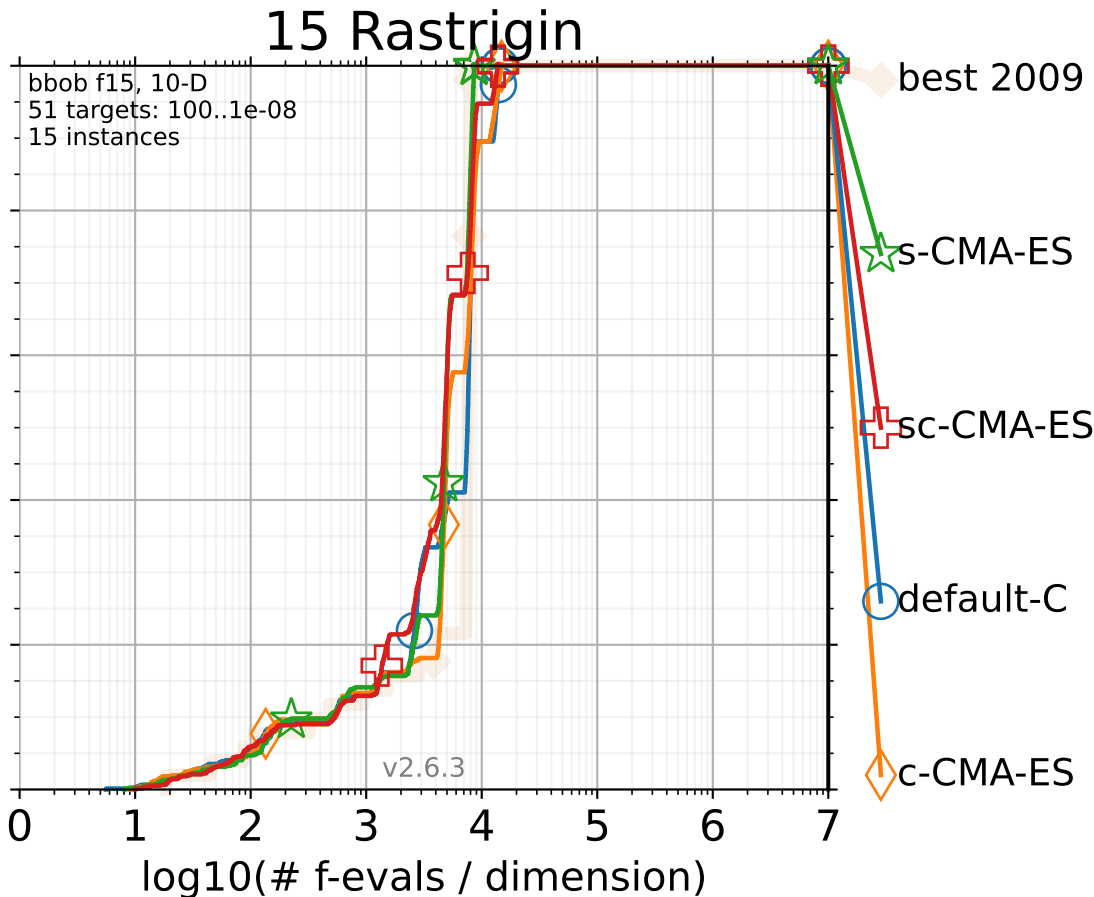 15 Rastrigin
bbob f15, 10-D
51 targets: 100..1e-08
15 instances
best 2009
s-CMA-ES
sc-CMA-ES
default-C
c-CMA-ES
v2.6.3
0 1 2 3 4 5 6 7
log10(# f-evals / dimension)